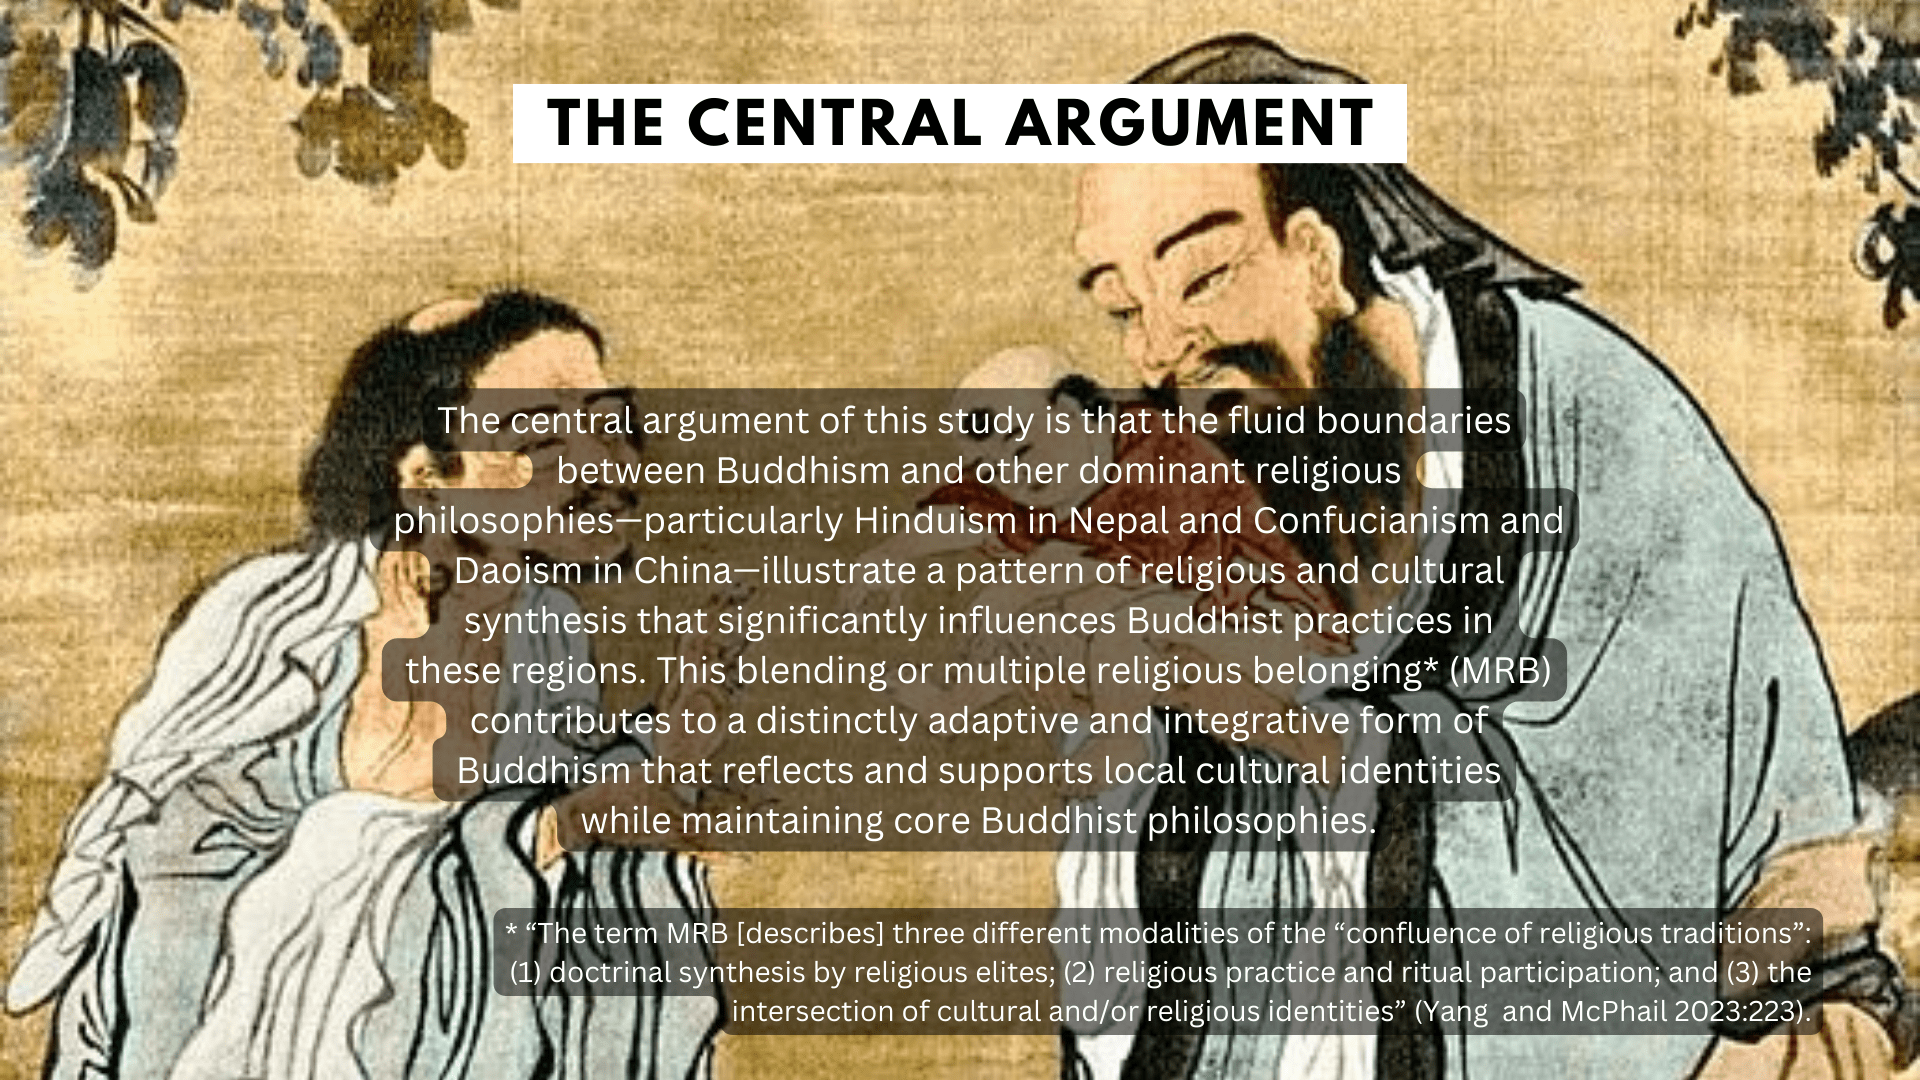 THE CENTRAL ARGUMENT
The central argument of this study is that the fluid boundaries
between Buddhism and other dominant religious
philosophies—particularly Hinduism in Nepal and Confucianism and
Daoism in China—illustrate a pattern of religious and cultural
synthesis that significantly influences Buddhist practices in
these regions. This blending or multiple religious belonging* (MRB)
contributes to a distinctly adaptive and integrative form of
Buddhism that reflects and supports local cultural identities
while maintaining core Buddhist philosophies.
* “The term MRB [describes] three different modalities of the “confluence of religious traditions”:
(1) doctrinal synthesis by religious elites; (2) religious practice and ritual participation; and (3) the
intersection of cultural and/or religious identities” (Yang  and McPhail 2023:223).